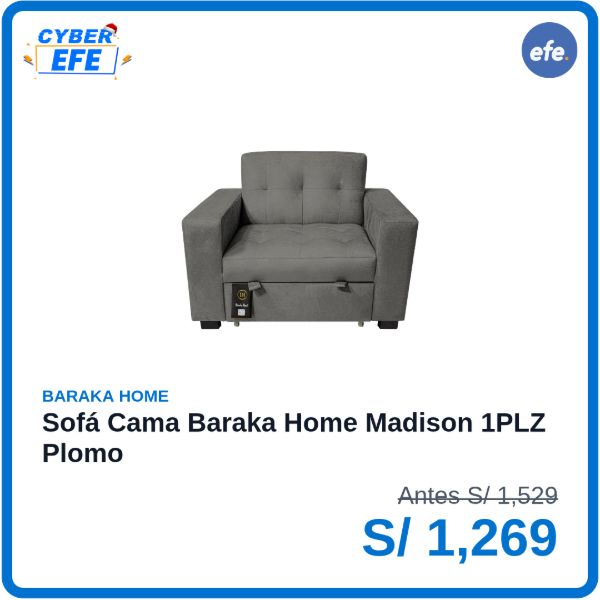 CYBER
EFE
efe.
BARAKA HOME
Sofá Cama Baraka Home Madison 1PLZ
Plomo
Antes S/ 1,529
S/ 1,269